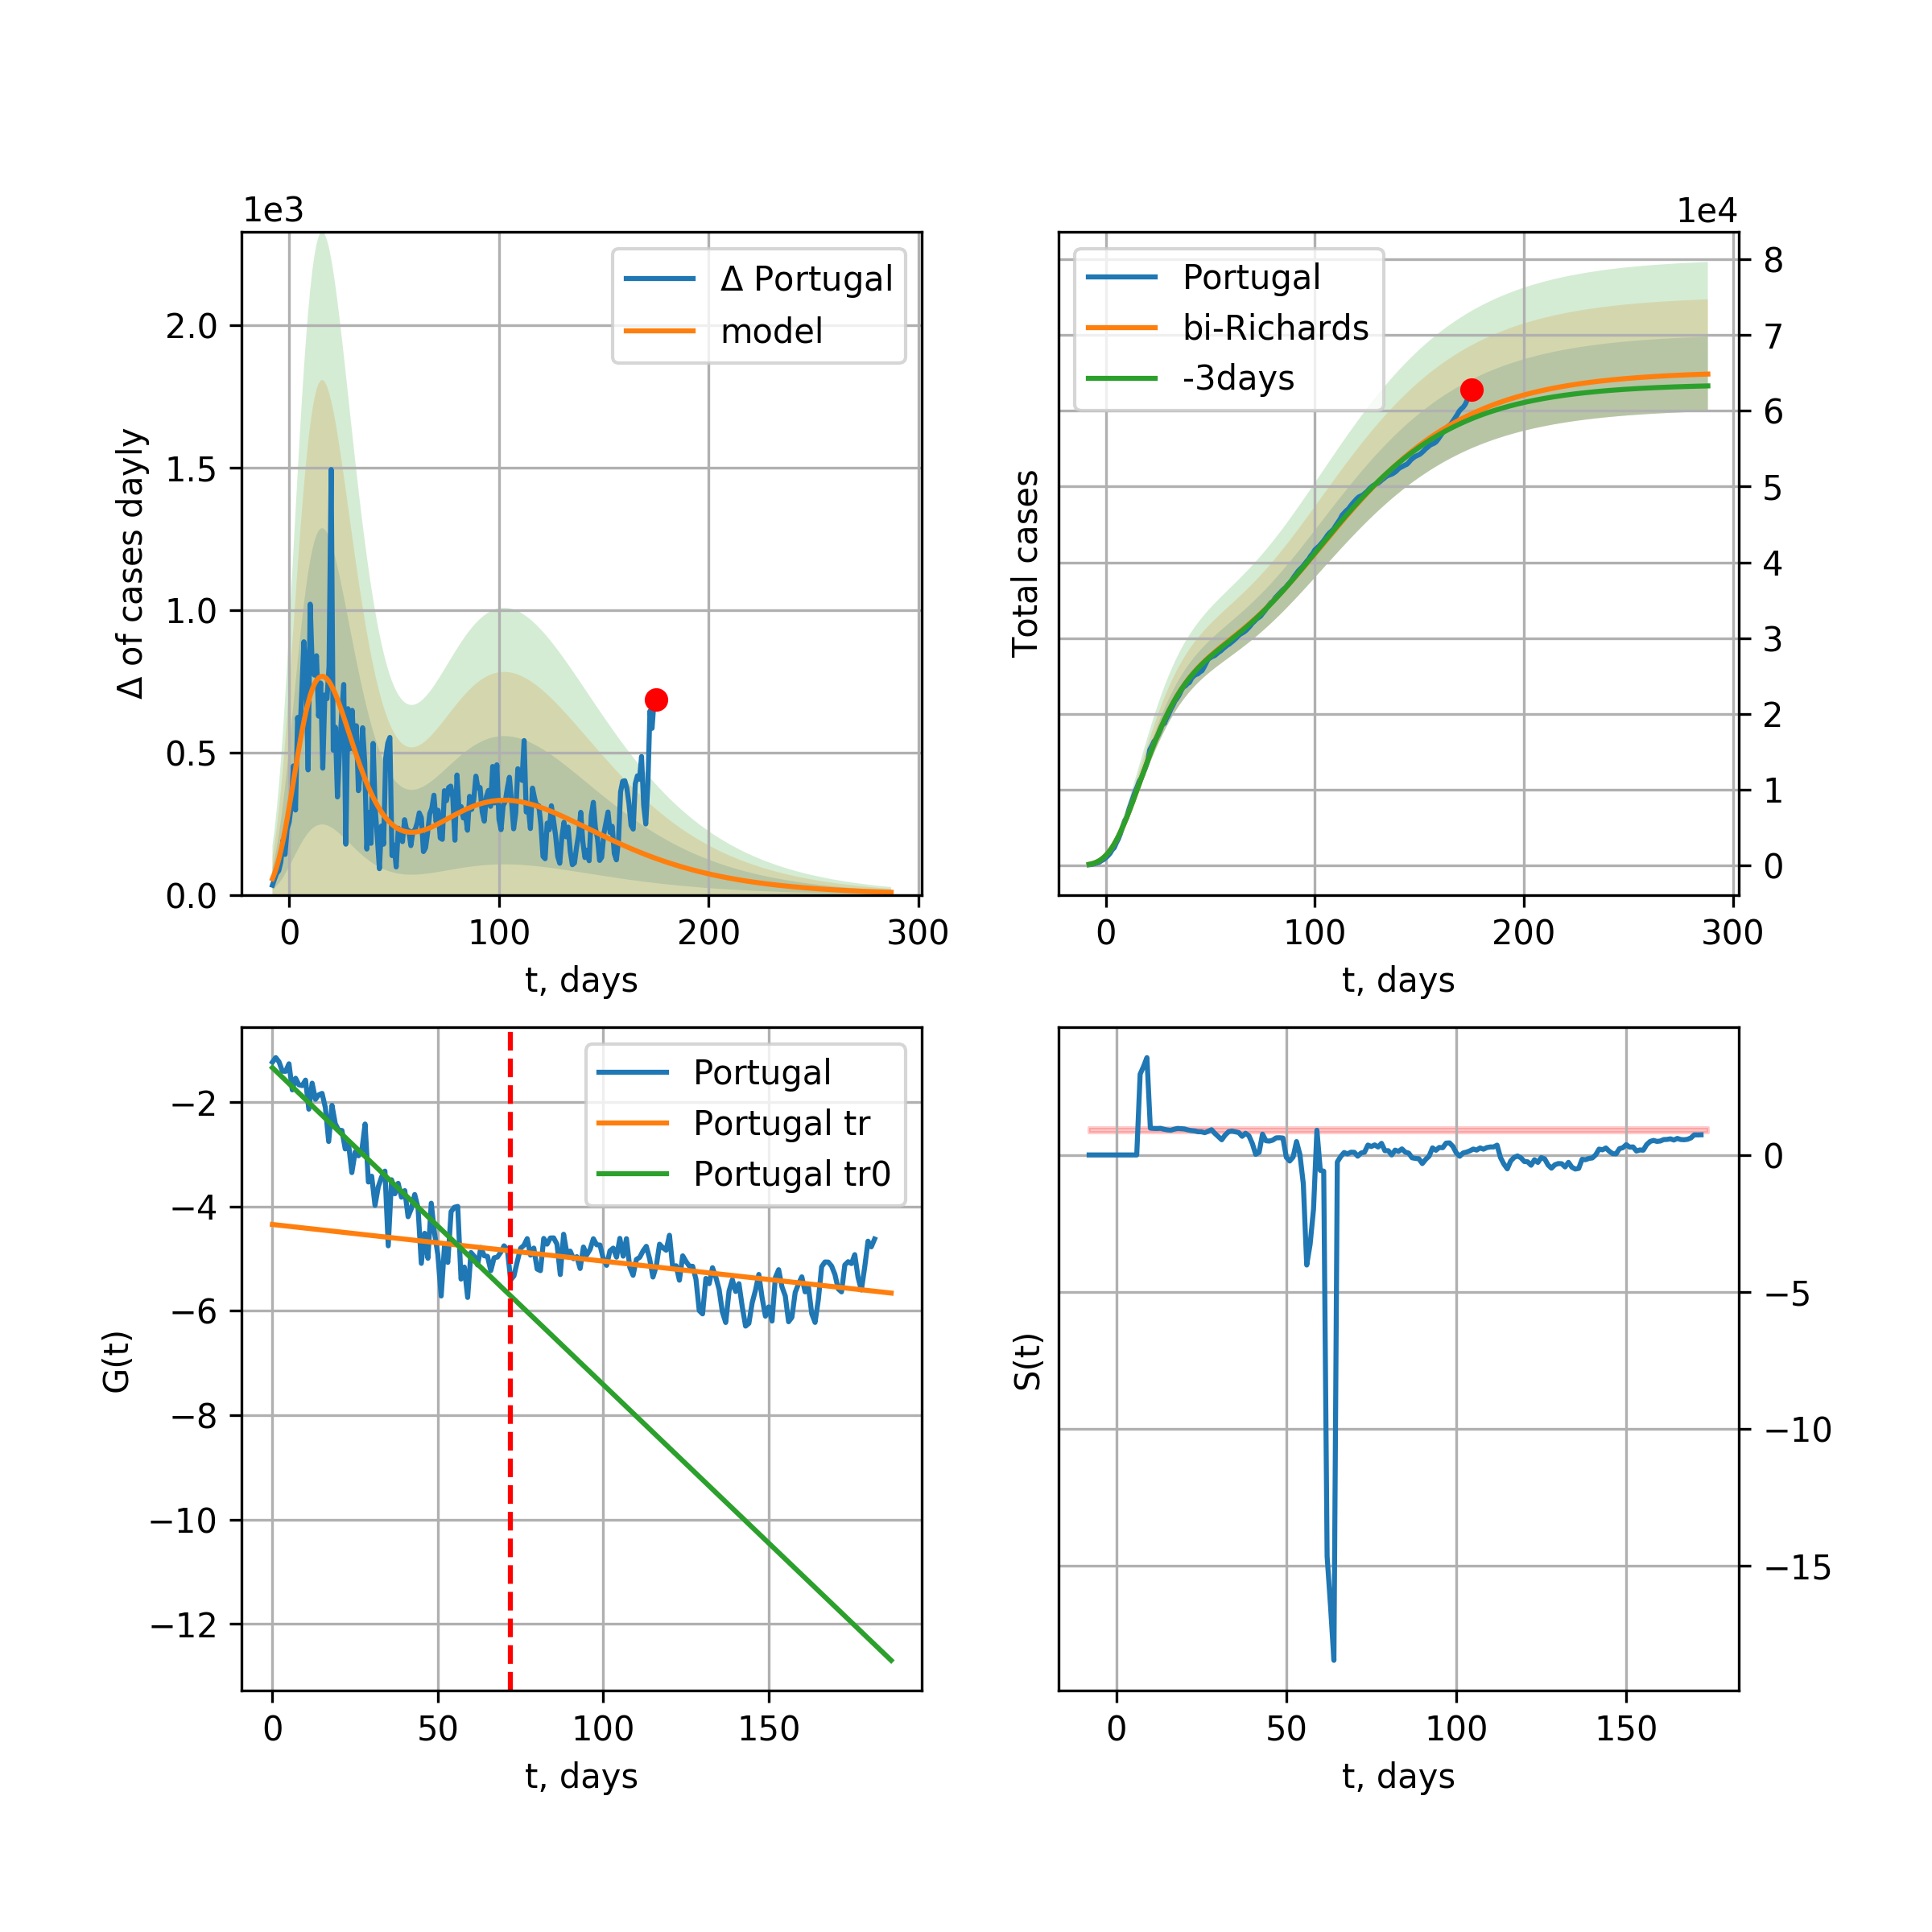 1e3
Δ of cases dayly
2.0
1.5
1.0
0.5
0.0
Δ Portugal
model
0 100 200 300
t, days
1e4
Total cases
Portugal
bi-Richards
-3days
8
7
6
5
4
3
2
1
0
0 100 200 300
t, days
G(t)
−2
−4
−6
−8
−10
−12
Portugal
Portugal tr
Portugal tr0
0 50 100 150
t, days
S(t)
0
−5
−10
−15
0 50 100 150
t, days